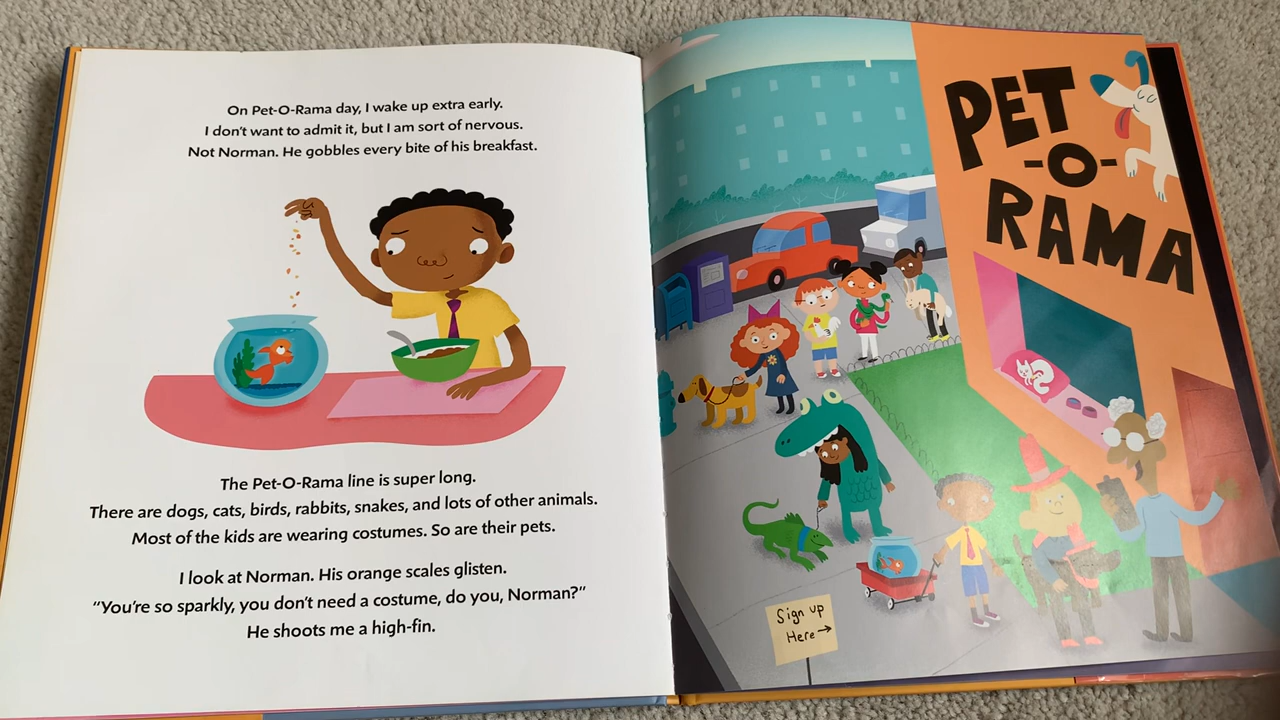 On Pet-O-Rama day, I wake up extra early.
I don't want to admit it, but I am sort of nervous.
Not Norman. He gobbles every bite of his breakfast.
The Pet-O-Rama line is super long.
There are dogs, cats, birds, rabbits, snakes, and lots of other animals.
Most of the kids are wearing costumes. So are their pets.
I look at Norman. His orange scales glisten.
“You're so sparkly, you don't need a costume, do you, Norman?”
He shoots me a high-fin.
PET
-O-
RAMA
Sign up
Here→